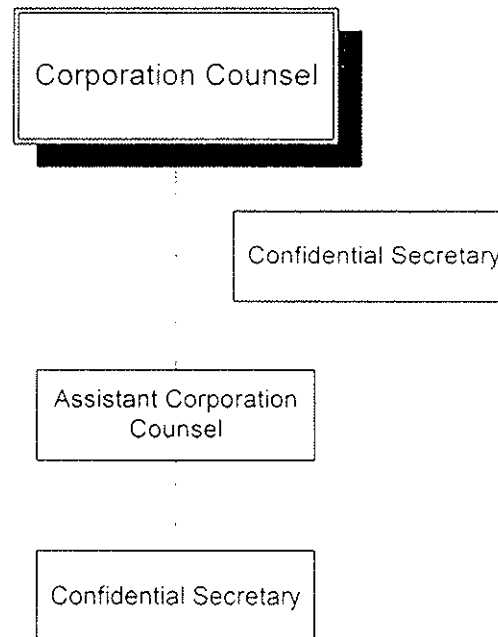 Corporation Counsel
Confidential Secretary
Assistant Corporation
Counsel
Confidential Secretary